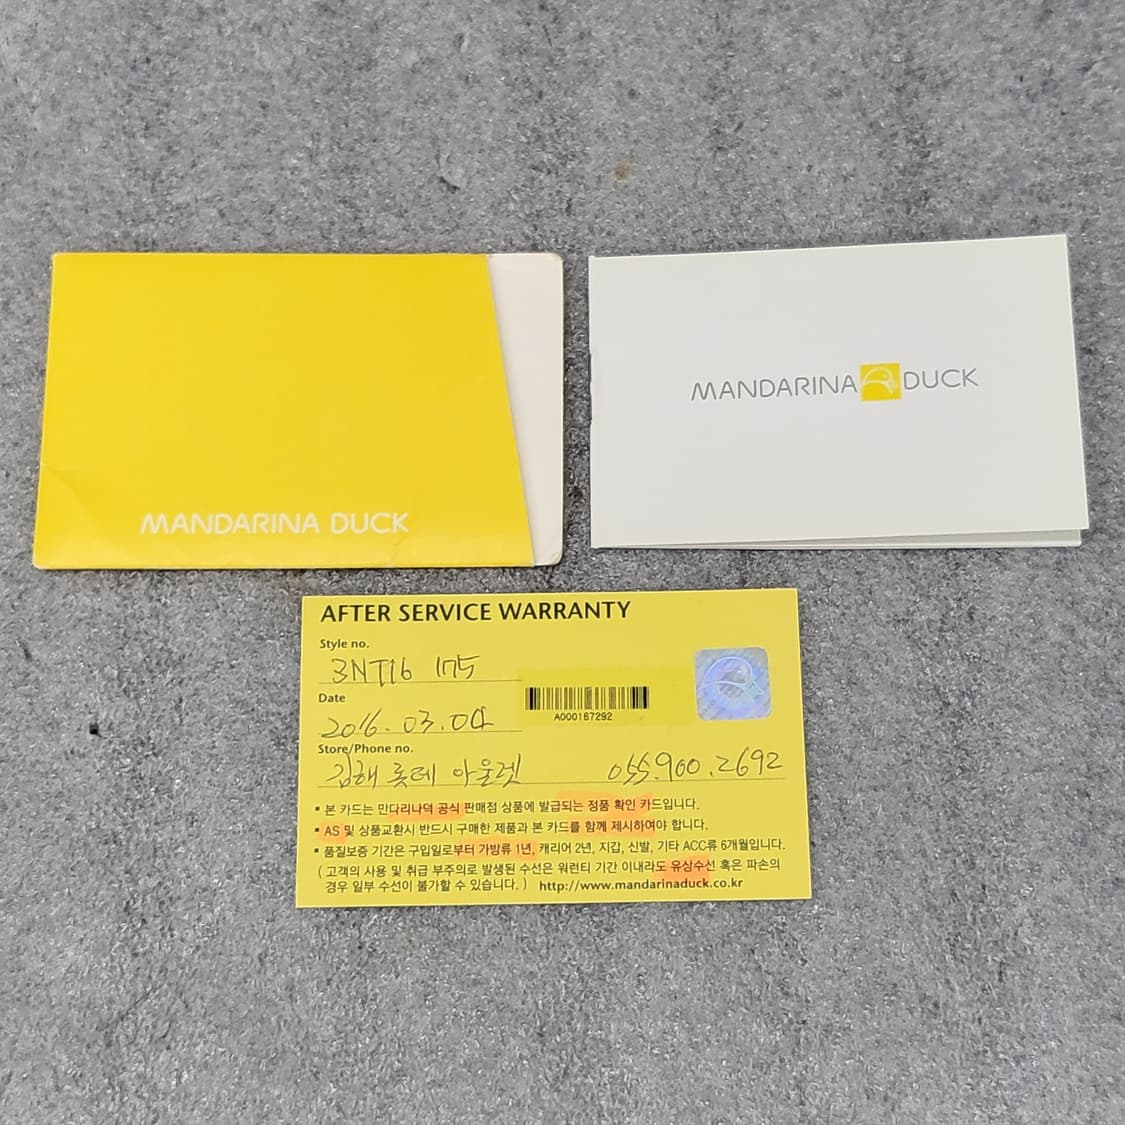 MANDARINA DUCK
MANDARINA DUCK
AFTER SERVICE WARRANTY
Style no.
3NT16 175
Date
2016.03.04
A000167292
Store/Phone no.
김해 롯데 아울렛 055.900.2692
▪ 본 카드는 만다리나덕 공식 판매점 상품에 발급되는 정품 확인 카드입니다.
▪ AS 및 상품교환시 반드시 구매한 제품과 본 카드를 함께 제시하여야 합니다.
▪ 품질보증 기간은 구입일로부터 가방류 1년, 캐리어 2년, 지갑, 신발, 기타 ACC류 6개월입니다.
( 고객의 사용 및 취급 부주의로 발생된 수선은 워런티 기간 이내라도 유상수선 혹은 파손의
경우 일부 수선이 불가할 수 있습니다. ) http://www.mandarinaduck.co.kr